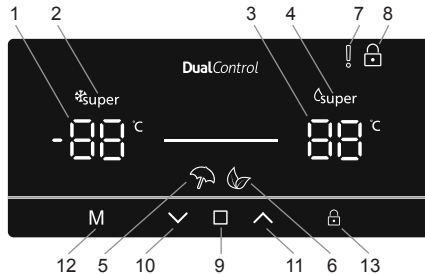 1 2 3 4 7 8
DualControl
super super
-88 °C 88 °C
M
12 5 10 9 11 6 13